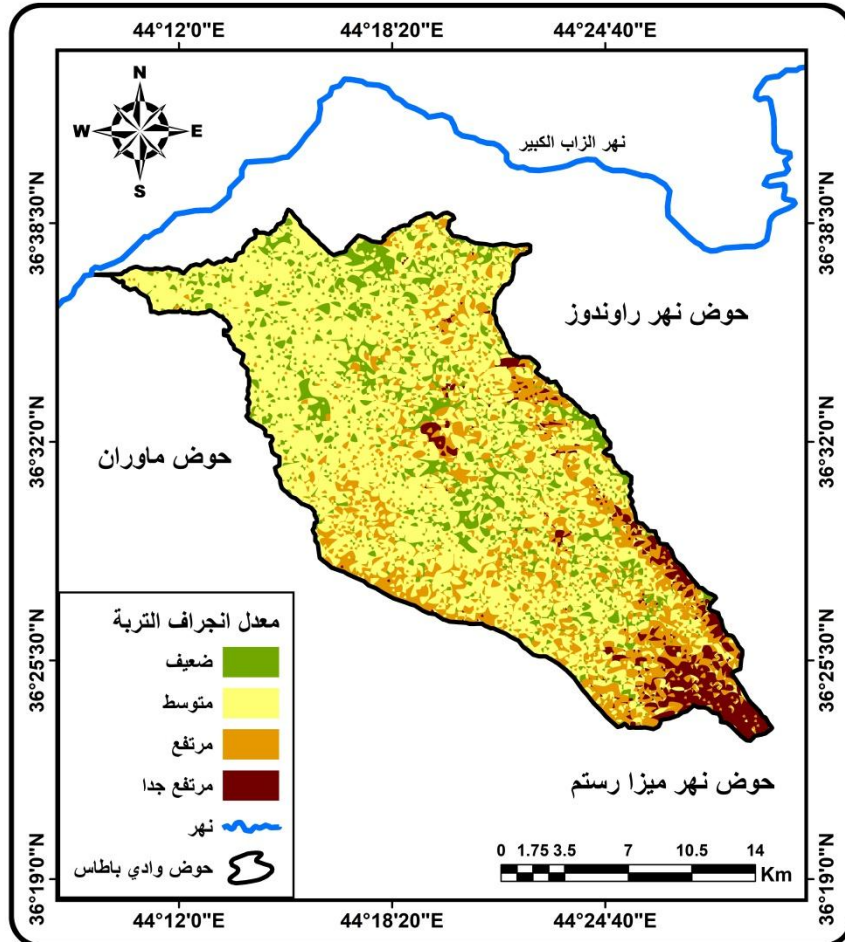 44°12'0"E 44°18'20"E 44°24'40"E
N
W E
S
نهر الزاب الكبير
36°38'30"N 36°38'30"N
حوض نهر راوندوز
36°32'0"N 36°32'0"N
حوض ماوران
معدل انجراف التربة
ضعيف
متوسط
مرتفع
مرتفع جدا
نهر
حوض وادي باطاس
36°25'30"N 36°25'30"N
حوض نهر ميزا رستم
0 1.75 3.5 7 10.5 14
Km
36°19'0"N 36°19'0"N
44°12'0"E 44°18'20"E 44°24'40"E